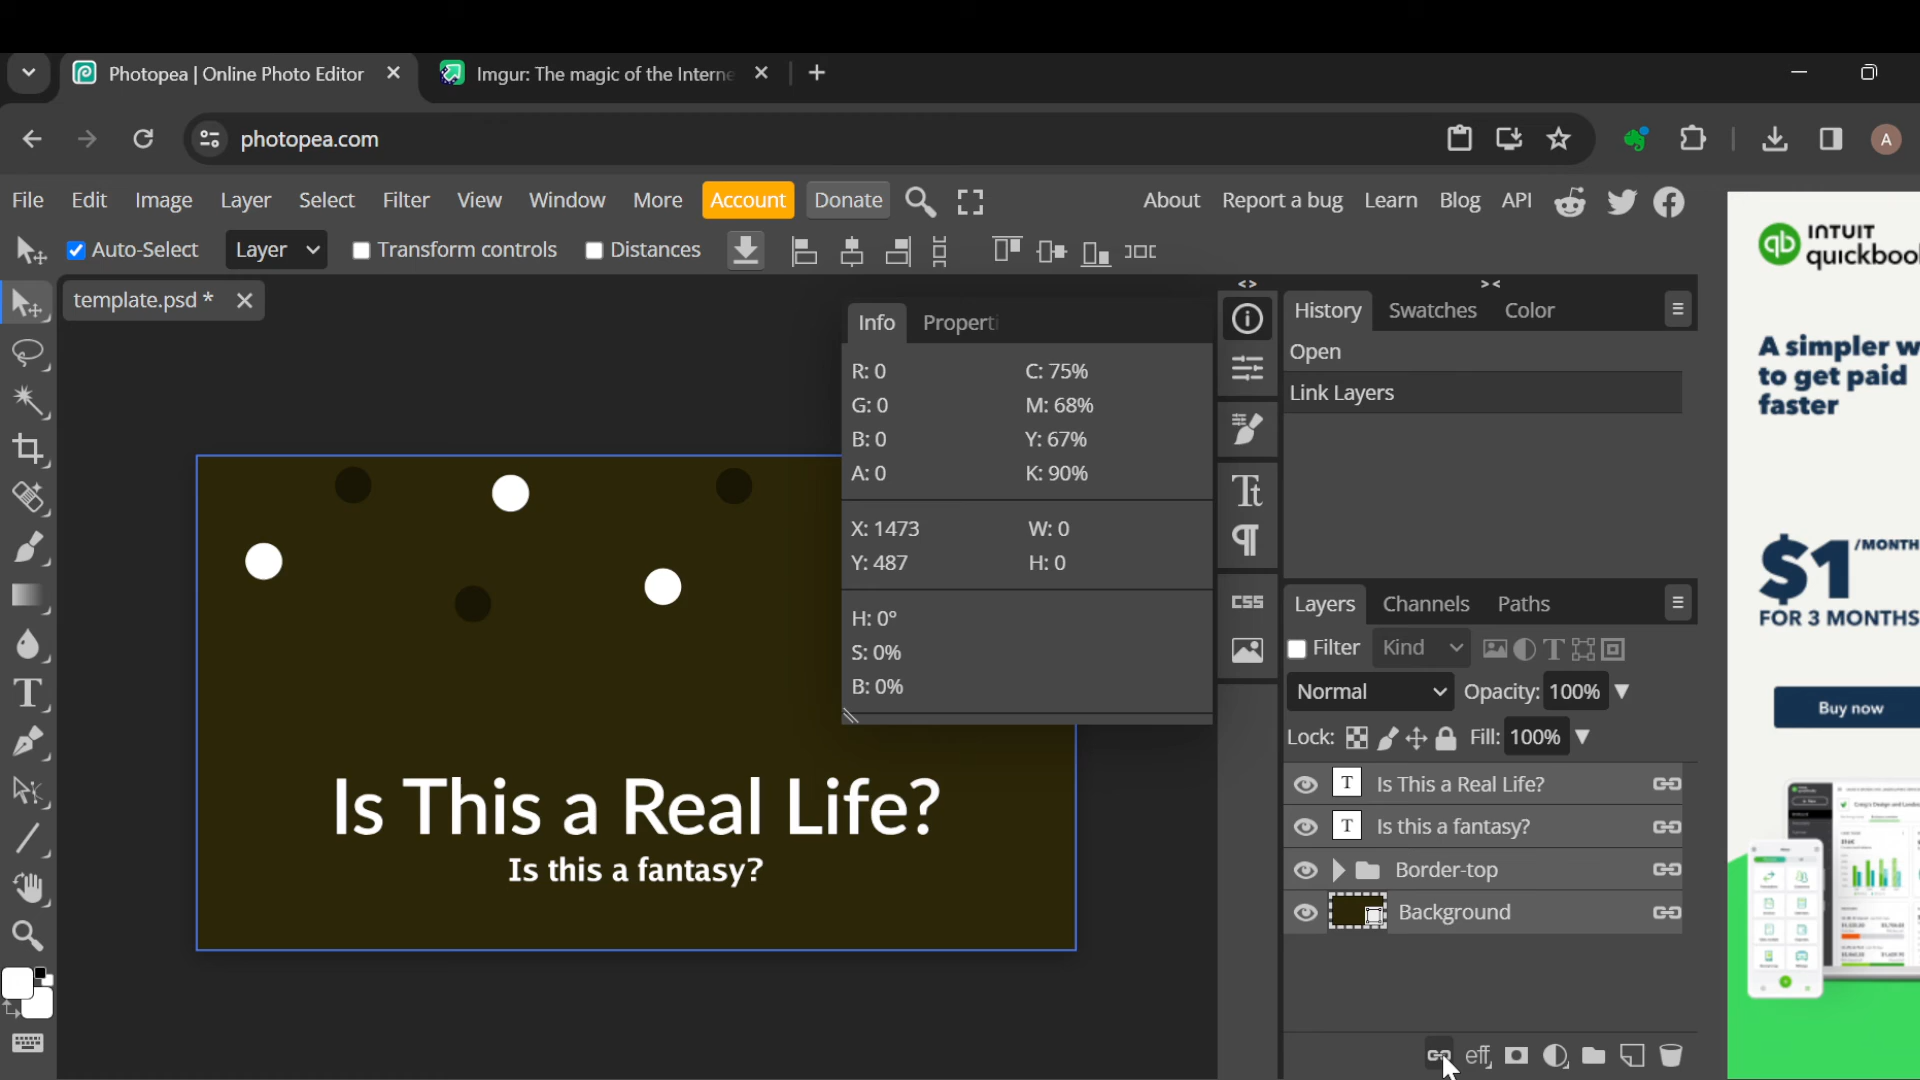 Photopea | Online Photo Editor
Imgur: The magic of the Interne
photopea.com
A
File Edit Image Layer Select Filter View Window More Account Donate
About Report a bug Learn Blog API
Auto-Select Layer Transform controls Distances
template.psd *
Info Properti
R: 0 C: 75%
G: 0 M: 68%
B: 0 Y: 67%
A: 0 K: 90%
X: 1473 W: 0
Y: 487 H: 0
H: 0°
S: 0%
B: 0%
CSS
History Swatches Color
Open
Link Layers
Layers Channels Paths
Filter Kind
Normal Opacity: 100%
Lock: Fill: 100%
T Is This a Real Life?
T Is this a fantasy?
Border-top
Background
eff
Is This a Real Life?
Is this a fantasy?
qb INTUIT
quickboo
A simpler w
to get paid
faster
$1 /MONTH
FOR 3 MONTHS
Buy now